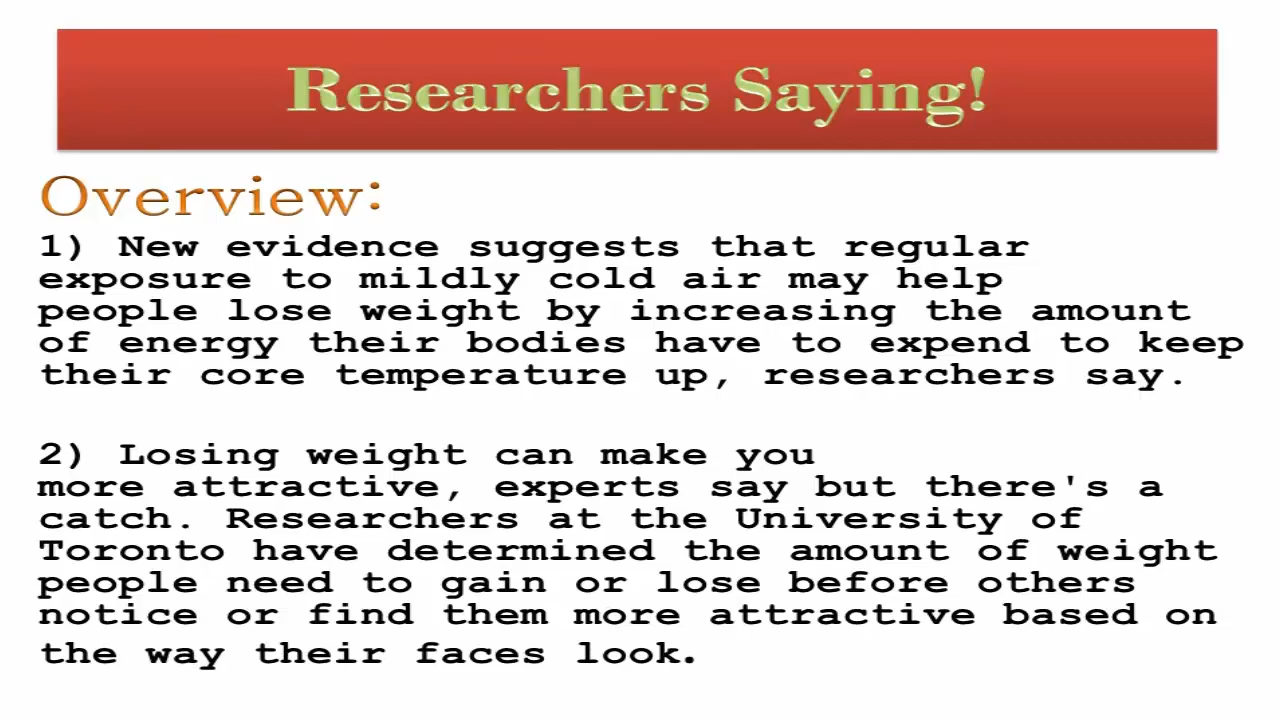 Researchers Saying!
Overview:
1) New evidence suggests that regular
exposure to mildly cold air may help
people lose weight by increasing the amount
of energy their bodies have to expend to keep
their core temperature up, researchers say.
2) Losing weight can make you
more attractive, experts say but there's a
catch. Researchers at the University of
Toronto have determined the amount of weight
people need to gain or lose before others
notice or find them more attractive based on
the way their faces look.